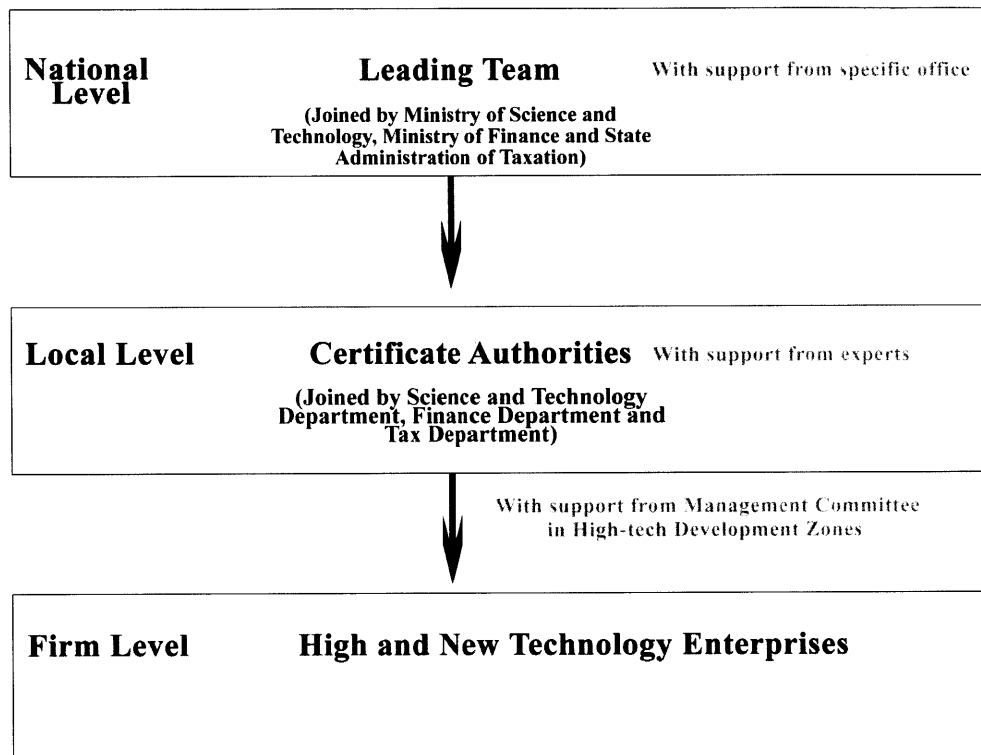 National
Level
Leading Team
With support from specific office
(Joined by Ministry of Science and
Technology, Ministry of Finance and State
Administration of Taxation)
Local Level
Certificate Authorities
With support from experts
(Joined by Science and Technology
Department, Finance Department and
Tax Department)
With support from Management Committee
in High-tech Development Zones
Firm Level
High and New Technology Enterprises